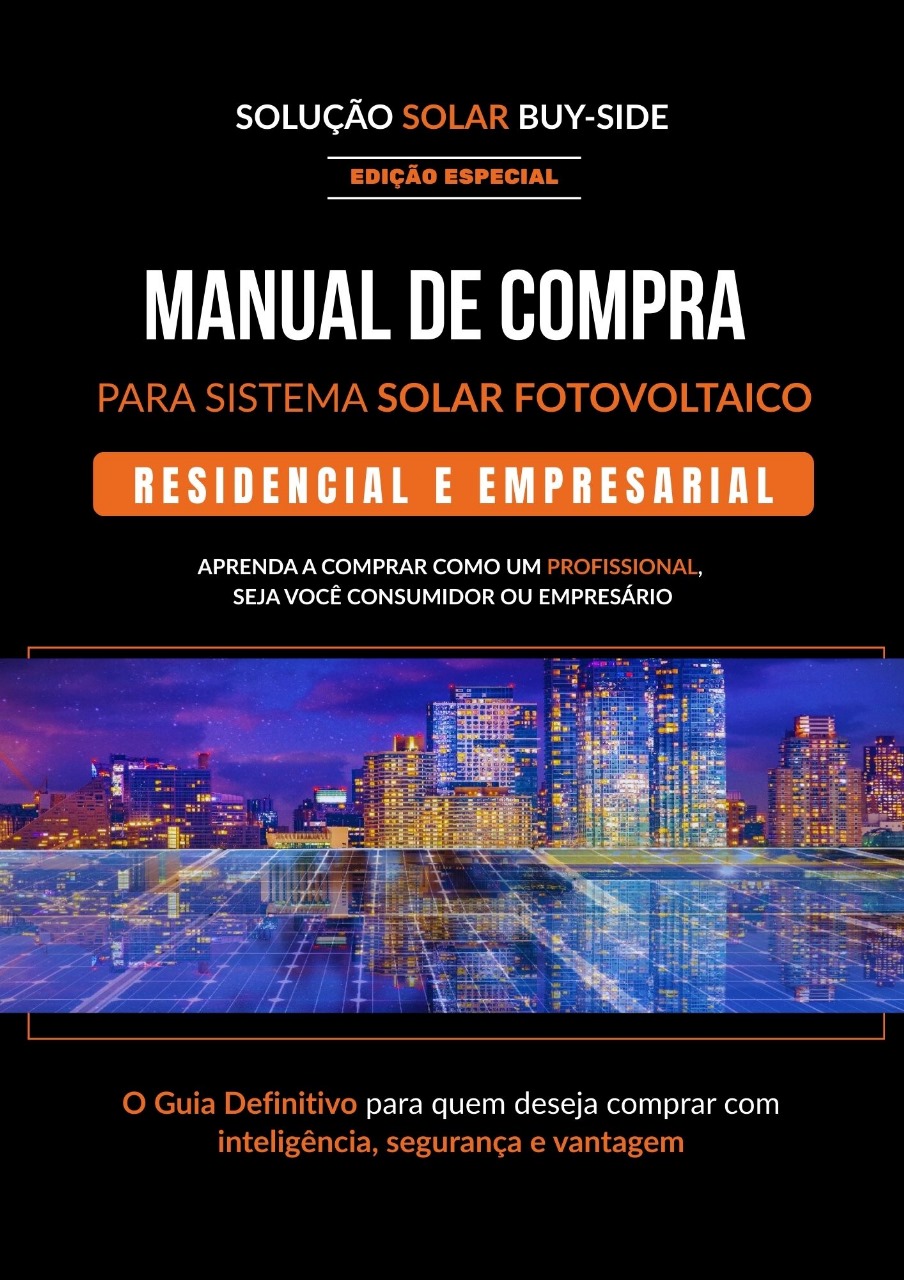 SOLUÇÃO SOLAR BUY-SIDE
EDIÇÃO ESPECIAL
MANUAL DE COMPRA
PARA SISTEMA SOLAR FOTOVOLTAICO
RESIDENCIAL E EMPRESARIAL
APRENDA A COMPRAR COMO UM PROFISSIONAL,
SEJA VOCÊ CONSUMIDOR OU EMPRESÁRIO
O Guia Definitivo para quem deseja comprar com
inteligência, segurança e vantagem